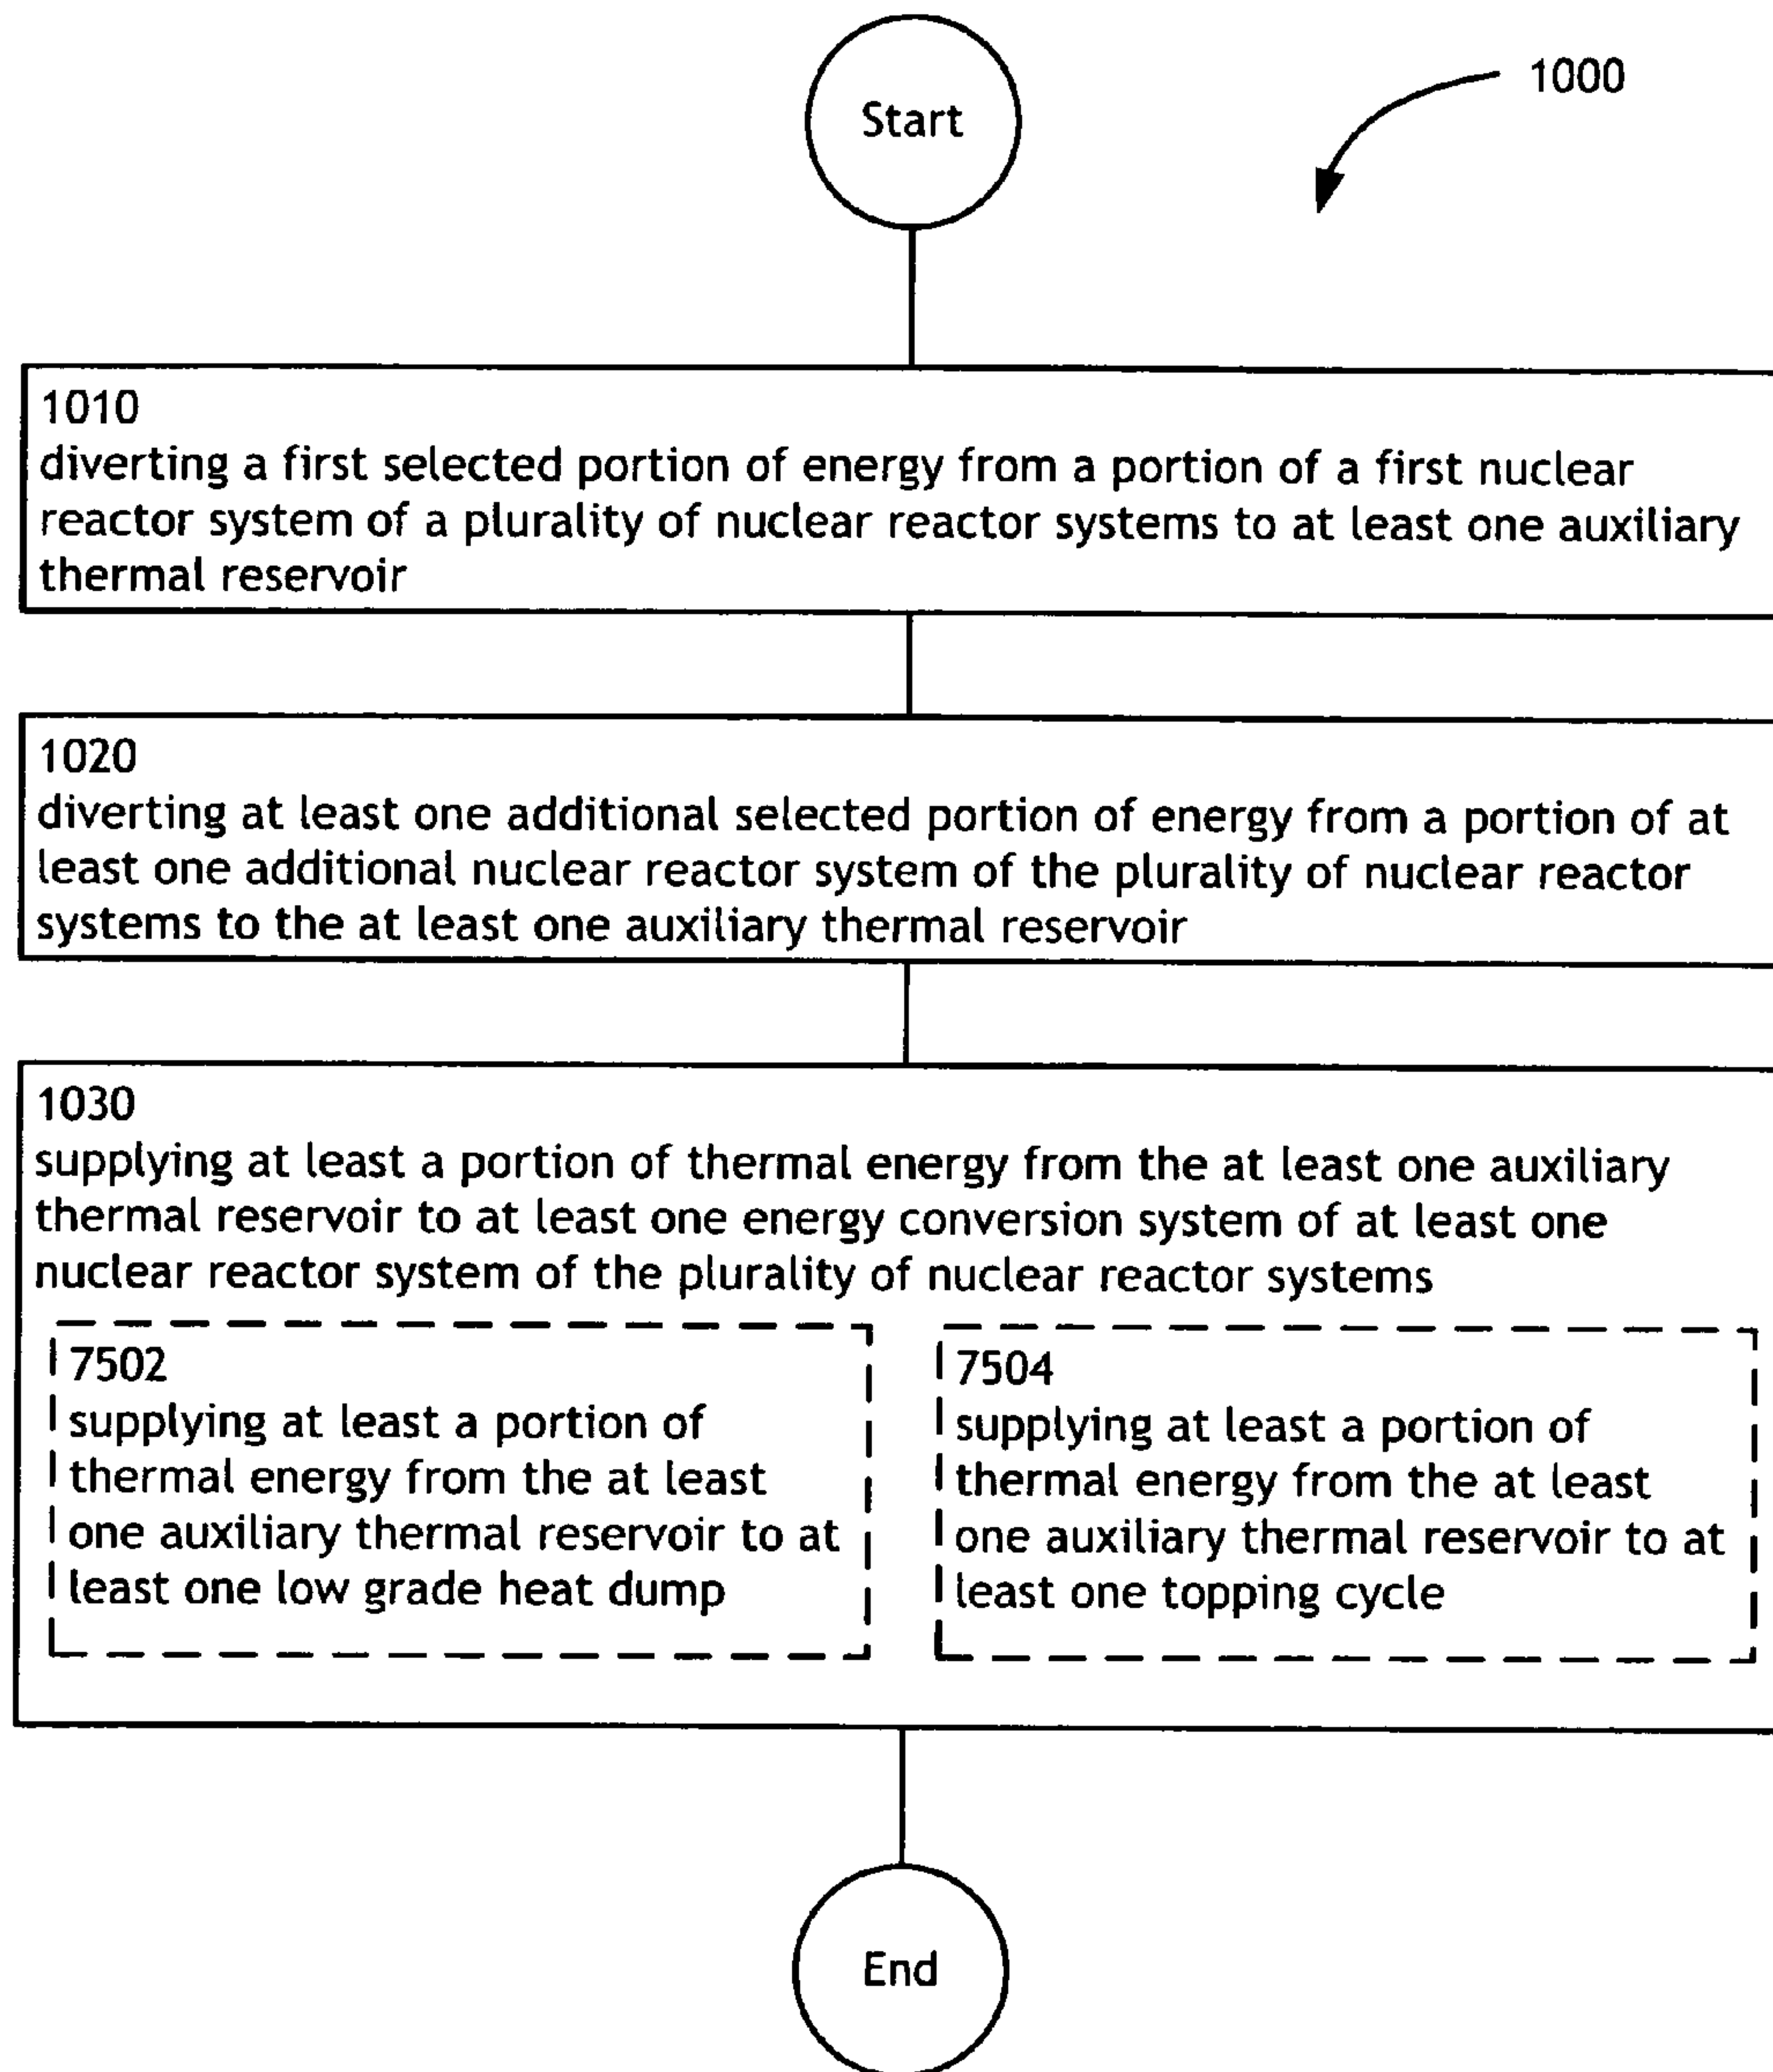 Start
1000
1010
diverting a first selected portion of energy from a portion of a first nuclear
reactor system of a plurality of nuclear reactor systems to at least one auxiliary
thermal reservoir
1020
diverting at least one additional selected portion of energy from a portion of at
least one additional nuclear reactor system of the plurality of nuclear reactor
systems to the at least one auxiliary thermal reservoir
1030
supplying at least a portion of thermal energy from the at least one auxiliary
thermal reservoir to at least one energy conversion system of at least one
nuclear reactor system of the plurality of nuclear reactor systems
7502
supplying at least a portion of
thermal energy from the at least
one auxiliary thermal reservoir to at
least one low grade heat dump
7504
supplying at least a portion of
thermal energy from the at least
one auxiliary thermal reservoir to at
least one topping cycle
End